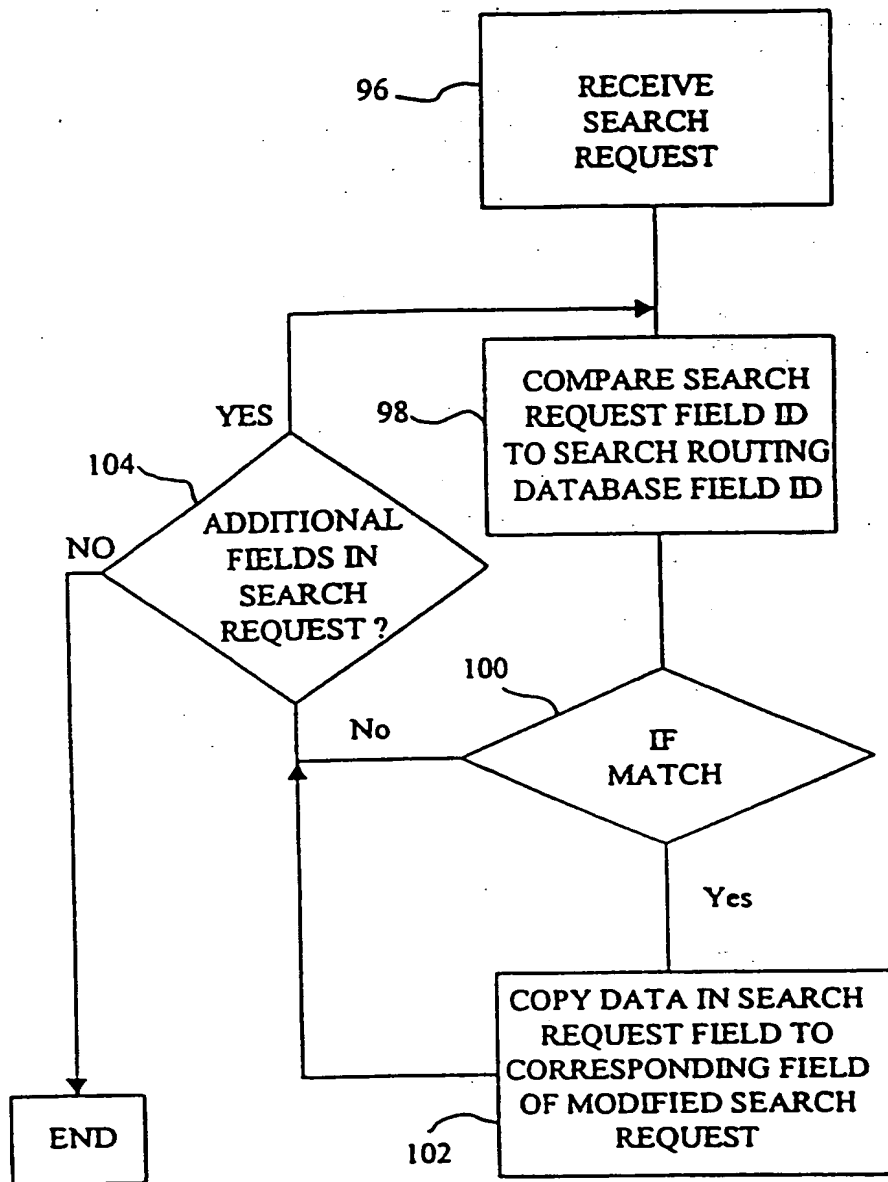 96
RECEIVE
SEARCH
REQUEST
YES
98
COMPARE SEARCH
REQUEST FIELD ID
TO SEARCH ROUTING
DATABASE FIELD ID
104
NO
ADDITIONAL
FIELDS IN
SEARCH
REQUEST ?
100
No
IF
MATCH
Yes
COPY DATA IN SEARCH
REQUEST FIELD TO
CORRESPONDING FIELD
OF MODIFIED SEARCH
REQUEST
102
END